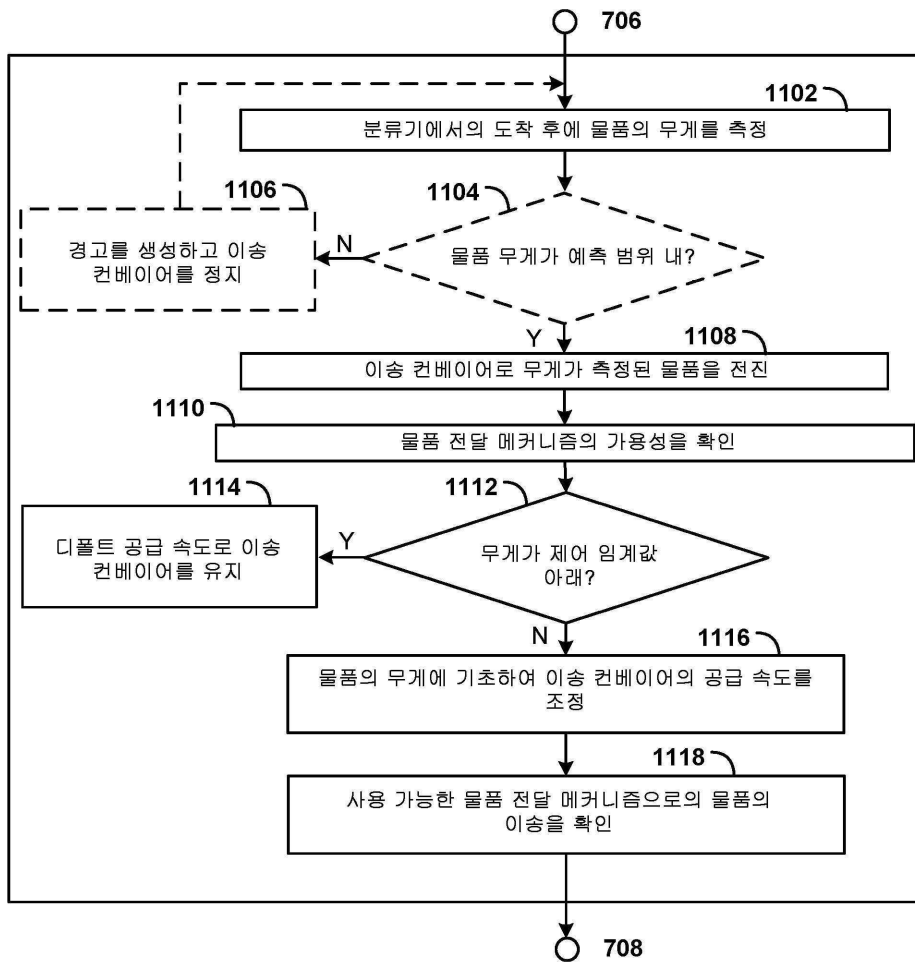 706
1102
분류기에서의 도착 후에 물품의 무게를 측정
1106
1104
경고를 생성하고 이송
컨베이어를 정지
N
물품 무게가 예측 범위 내?
Y
1108
이송 컨베이어로 무게가 측정된 물품을 전진
1110
물품 전달 메커니즘의 가용성을 확인
1114
1112
디폴트 공급 속도로 이송
컨베이어를 유지
Y
무게가 제어 임계값
아래?
N
1116
물품의 무게에 기초하여 이송 컨베이어의 공급 속도를
조정
1118
사용 가능한 물품 전달 메커니즘으로의 물품의
이송을 확인
708